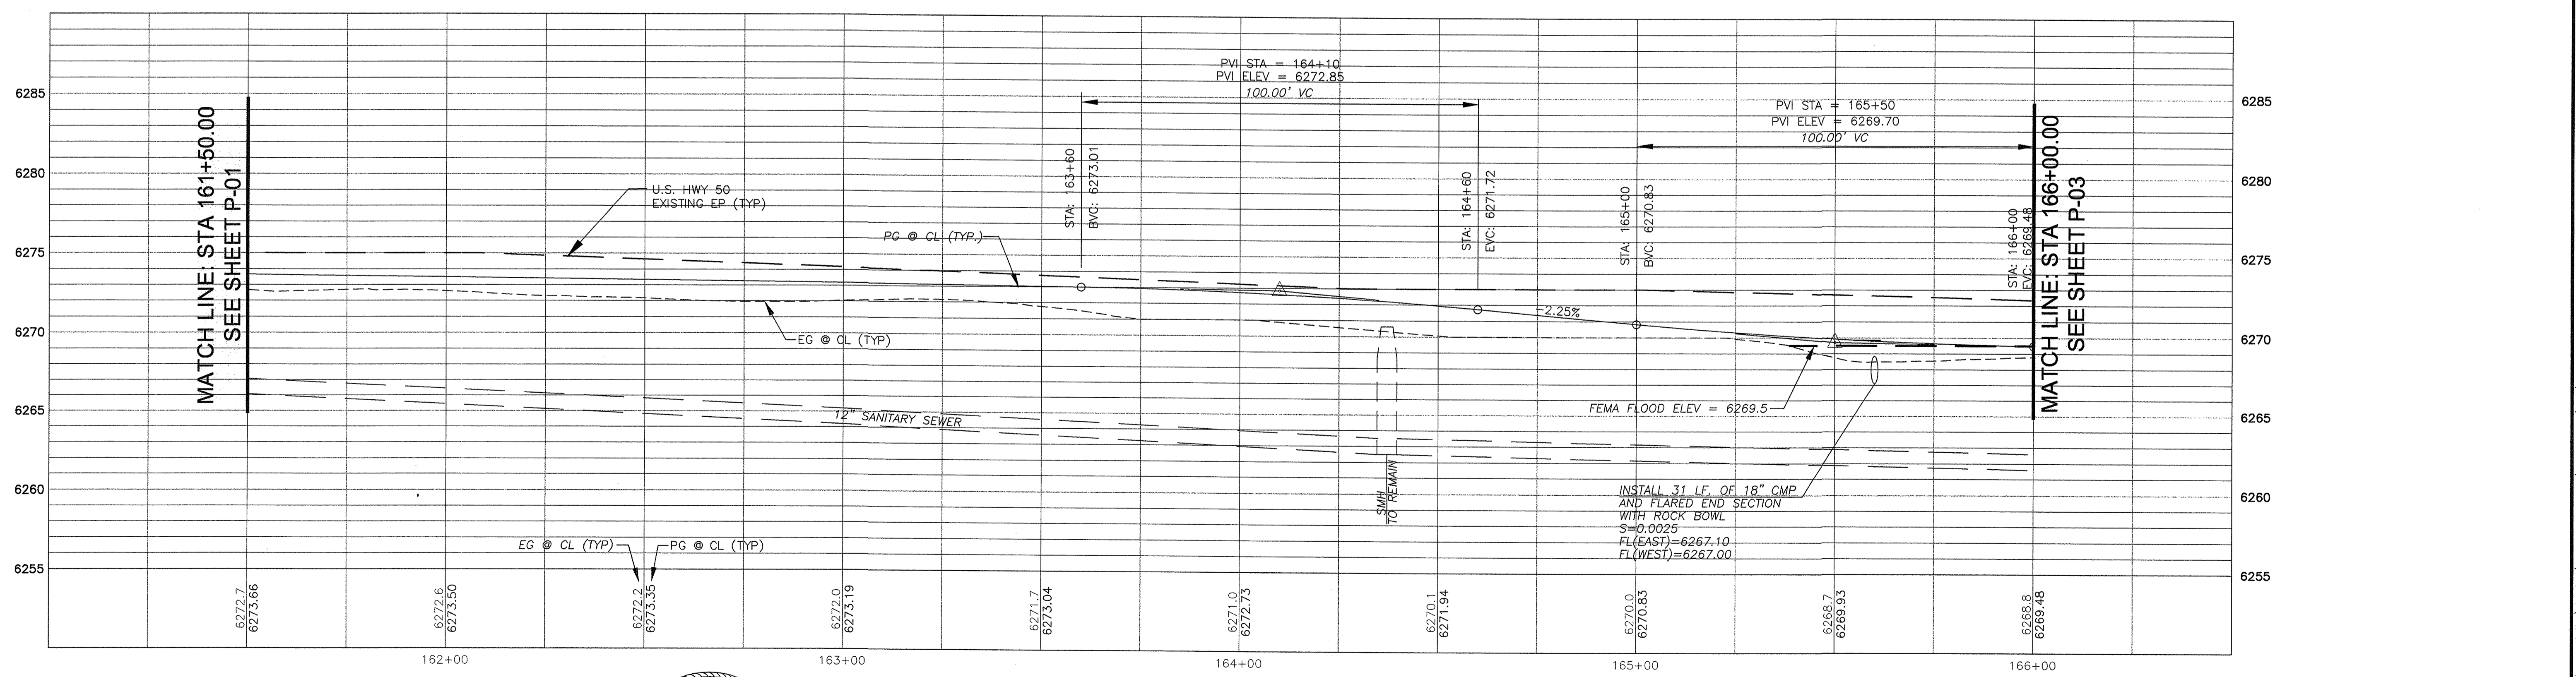 PVI STA = 164+10
PVI ELEV = 6272.85
100.00' VC
PVI STA = 165+50
PVI ELEV = 6269.70
100.00' VC
6285
6285
MATCH LINE: STA 161+50.00
SEE SHEET P-01
STA: 163+60
BVC: 6273.01
STA: 164+60
EVC: 6271.72
STA: 165+00
BVC: 6270.83
STA: 166+00
EVC: 6269.48
MATCH LINE: STA 166+00.00
SEE SHEET P-03
6280
6280
U.S. HWY 50
EXISTING EP (TYP)
PG @ CL (TYP.)
6275
6275
-2.25%
6270
6270
EG @ CL (TYP)
FEMA FLOOD ELEV = 6269.5
6265
6265
12" SANITARY SEWER
SMH
TO REMAIN
6260
6260
INSTALL 31 LF. OF 18" CMP
AND FLARED END SECTION
WITH ROCK BOWL
S=0.0025
FL(EAST)=6267.10
FL(WEST)=6267.00
EG @ CL (TYP)
PG @ CL (TYP)
6255
6255
6272.7
6273.66
6272.6
6273.50
6272.2
6273.35
6272.0
6273.19
6271.7
6273.04
6271.0
6272.73
6270.1
6271.94
6270.0
6270.83
6268.7
6269.93
6268.8
6269.48
162+00
163+00
164+00
165+00
166+00